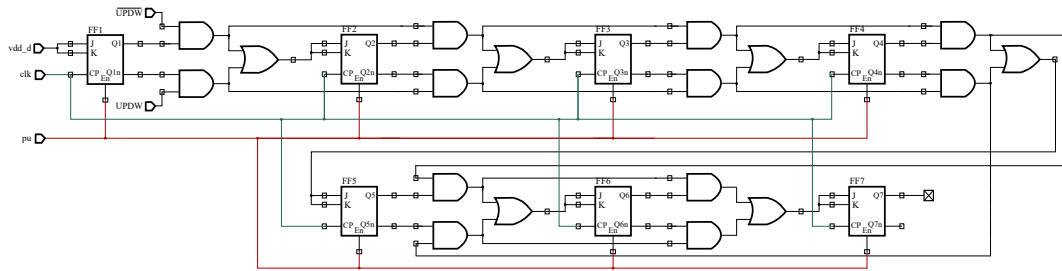 U̅P̅D̅W̅
FF1 FF2 FF3 FF4
vdd_d J Q1 J Q2 J Q3 J Q4
K K K K
clk CP Q1n CP Q2n CP Q3n CP Q4n
En En En En
UPDW
pu
FF5 FF6 FF7
J Q5 J Q6 J Q7
K K K
CP Q5n CP Q6n CP Q7n
En En En